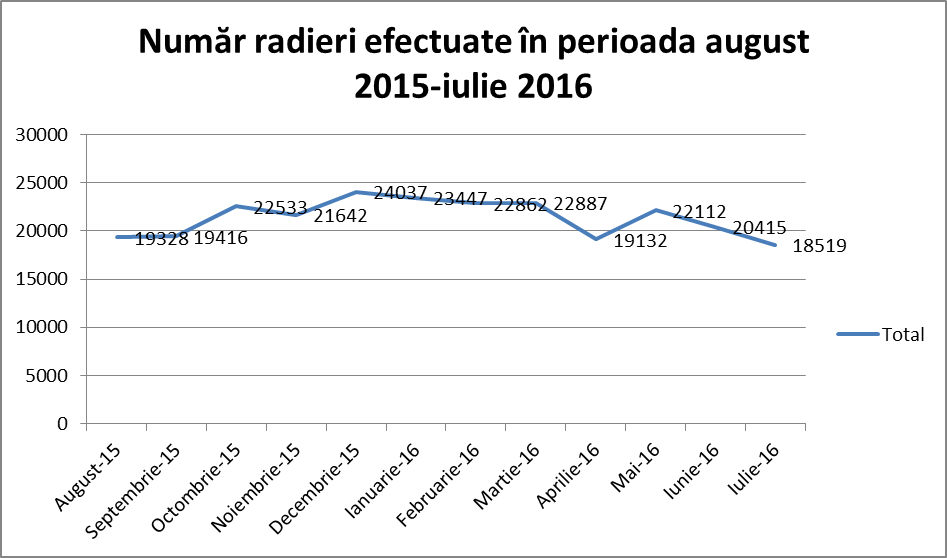 Număr radieri efectuate în perioada august
2015-iulie 2016
30000
25000
20000
15000
10000
5000
0
19328
19416
22533
21642
24037
23447
22862
22887
19132
22112
20415
18519
Total
August-15
Septembrie-15
Octombrie-15
Noiembrie-15
Decembrie-15
Ianuarie-16
Februarie-16
Martie-16
Aprilie-16
Mai-16
Iunie-16
Iulie-16